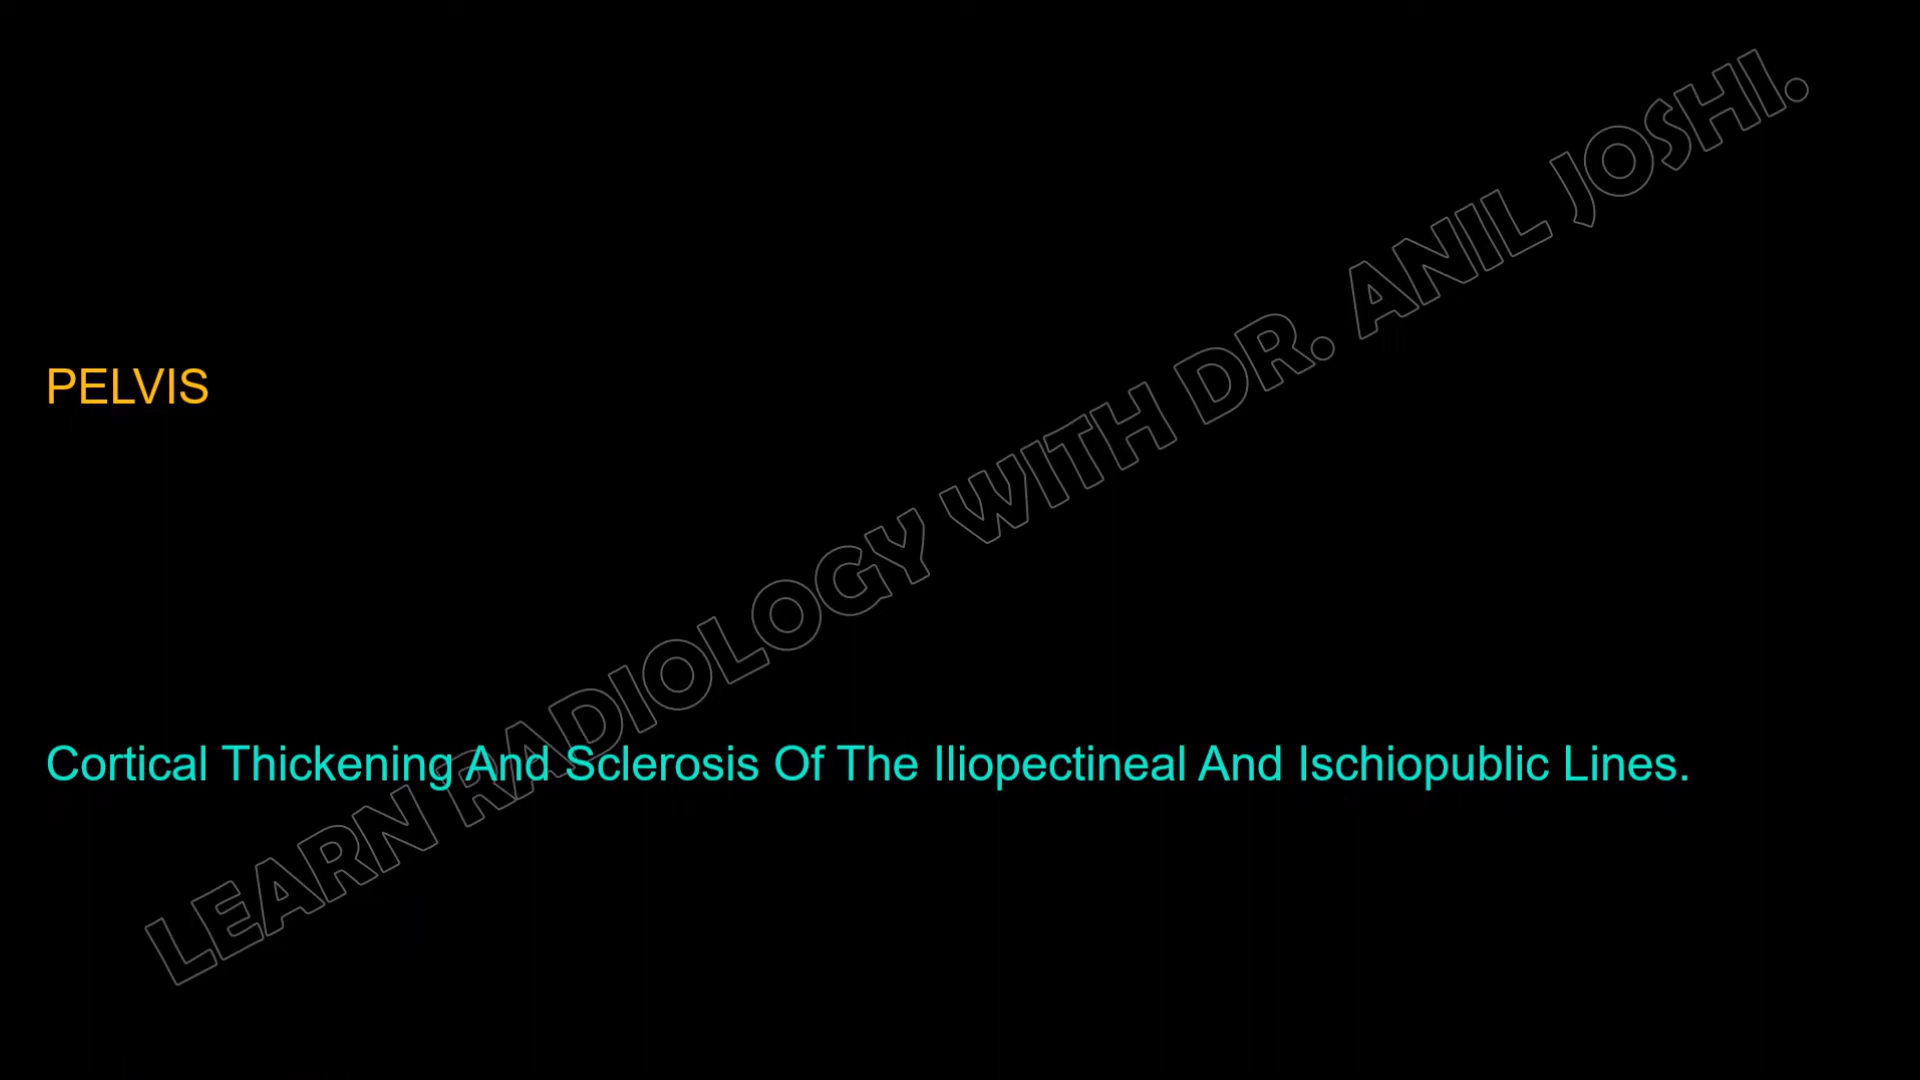 PELVIS
Cortical Thickening And Sclerosis Of The Iliopectineal And Ischiopublic Lines.
LEARN RADIOLOGY WITH DR. ANIL JOSHI.